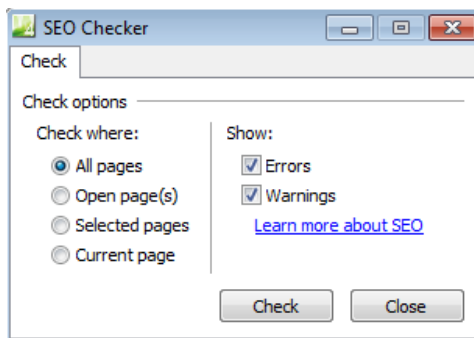 SEO Checker
Check
Check options
Check where:
All pages
Open page(s)
Selected pages
Current page
Show:
Errors
Warnings
Learn more about SEO
Check
Close